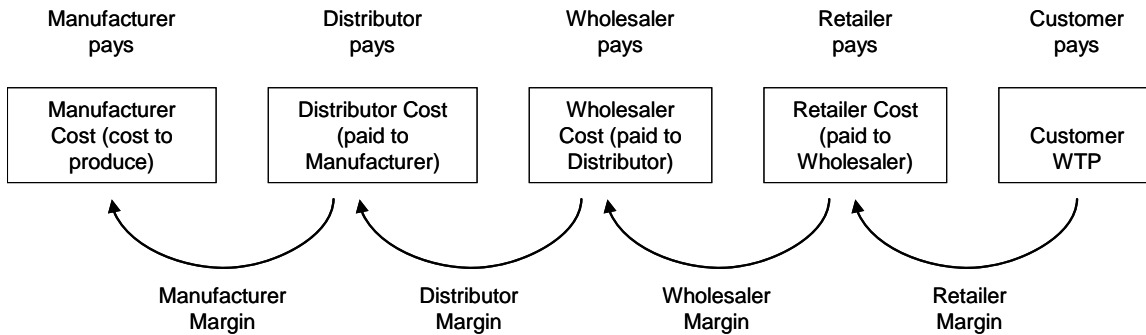 Manufacturer
pays
Distributor
pays
Wholesaler
pays
Retailer
pays
Customer
pays
Manufacturer
Cost (cost to
produce)
Distributor Cost
(paid to
Manufacturer)
Wholesaler
Cost (paid to
Distributor)
Retailer Cost
(paid to
Wholesaler)
Customer
WTP
Manufacturer
Margin
Distributor
Margin
Wholesaler
Margin
Retailer
Margin